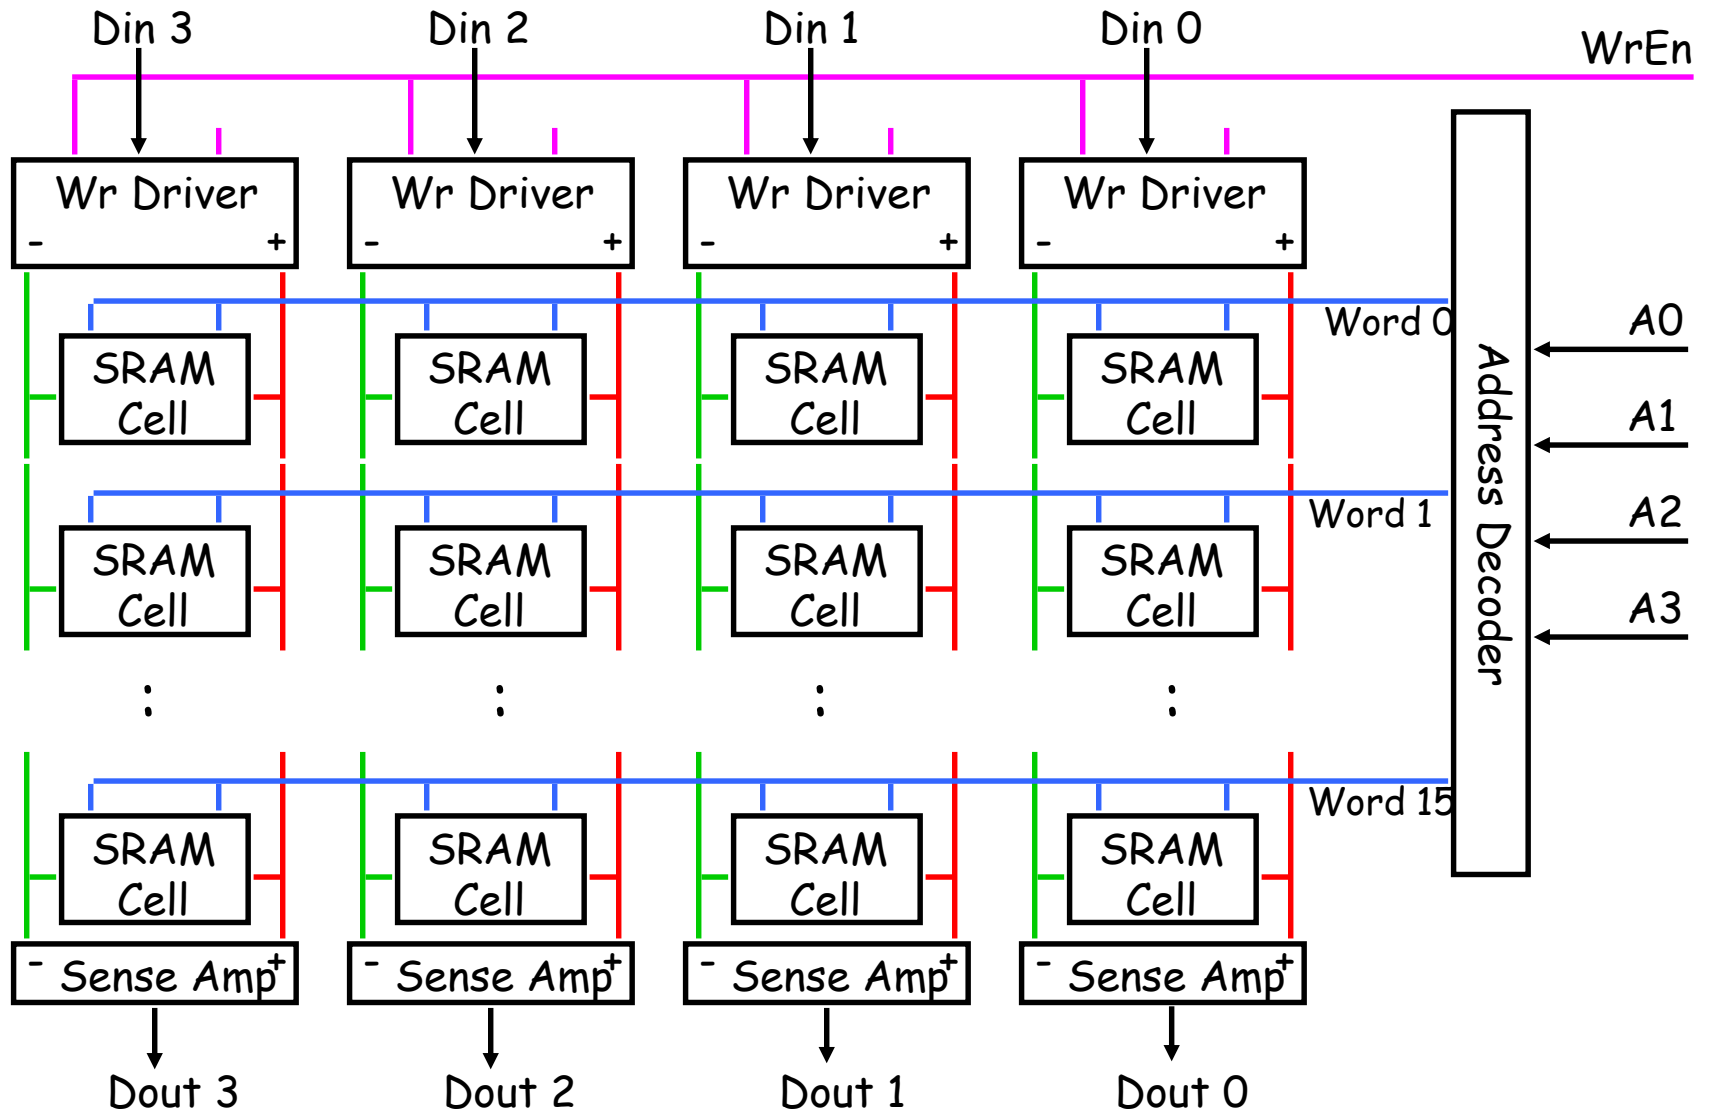 Din 3 Din 2 Din 1 Din 0
WrEn
Wr Driver Wr Driver Wr Driver Wr Driver
- + - + - + - +
Word 0
A0
SRAM SRAM SRAM SRAM
Cell Cell Cell Cell
A1
Word 1
A2
SRAM SRAM SRAM SRAM
Cell Cell Cell Cell
A3
Address Decoder
: : : :
Word 15
SRAM SRAM SRAM SRAM
Cell Cell Cell Cell
- Sense Amp + - Sense Amp + - Sense Amp + - Sense Amp +
Dout 3 Dout 2 Dout 1 Dout 0